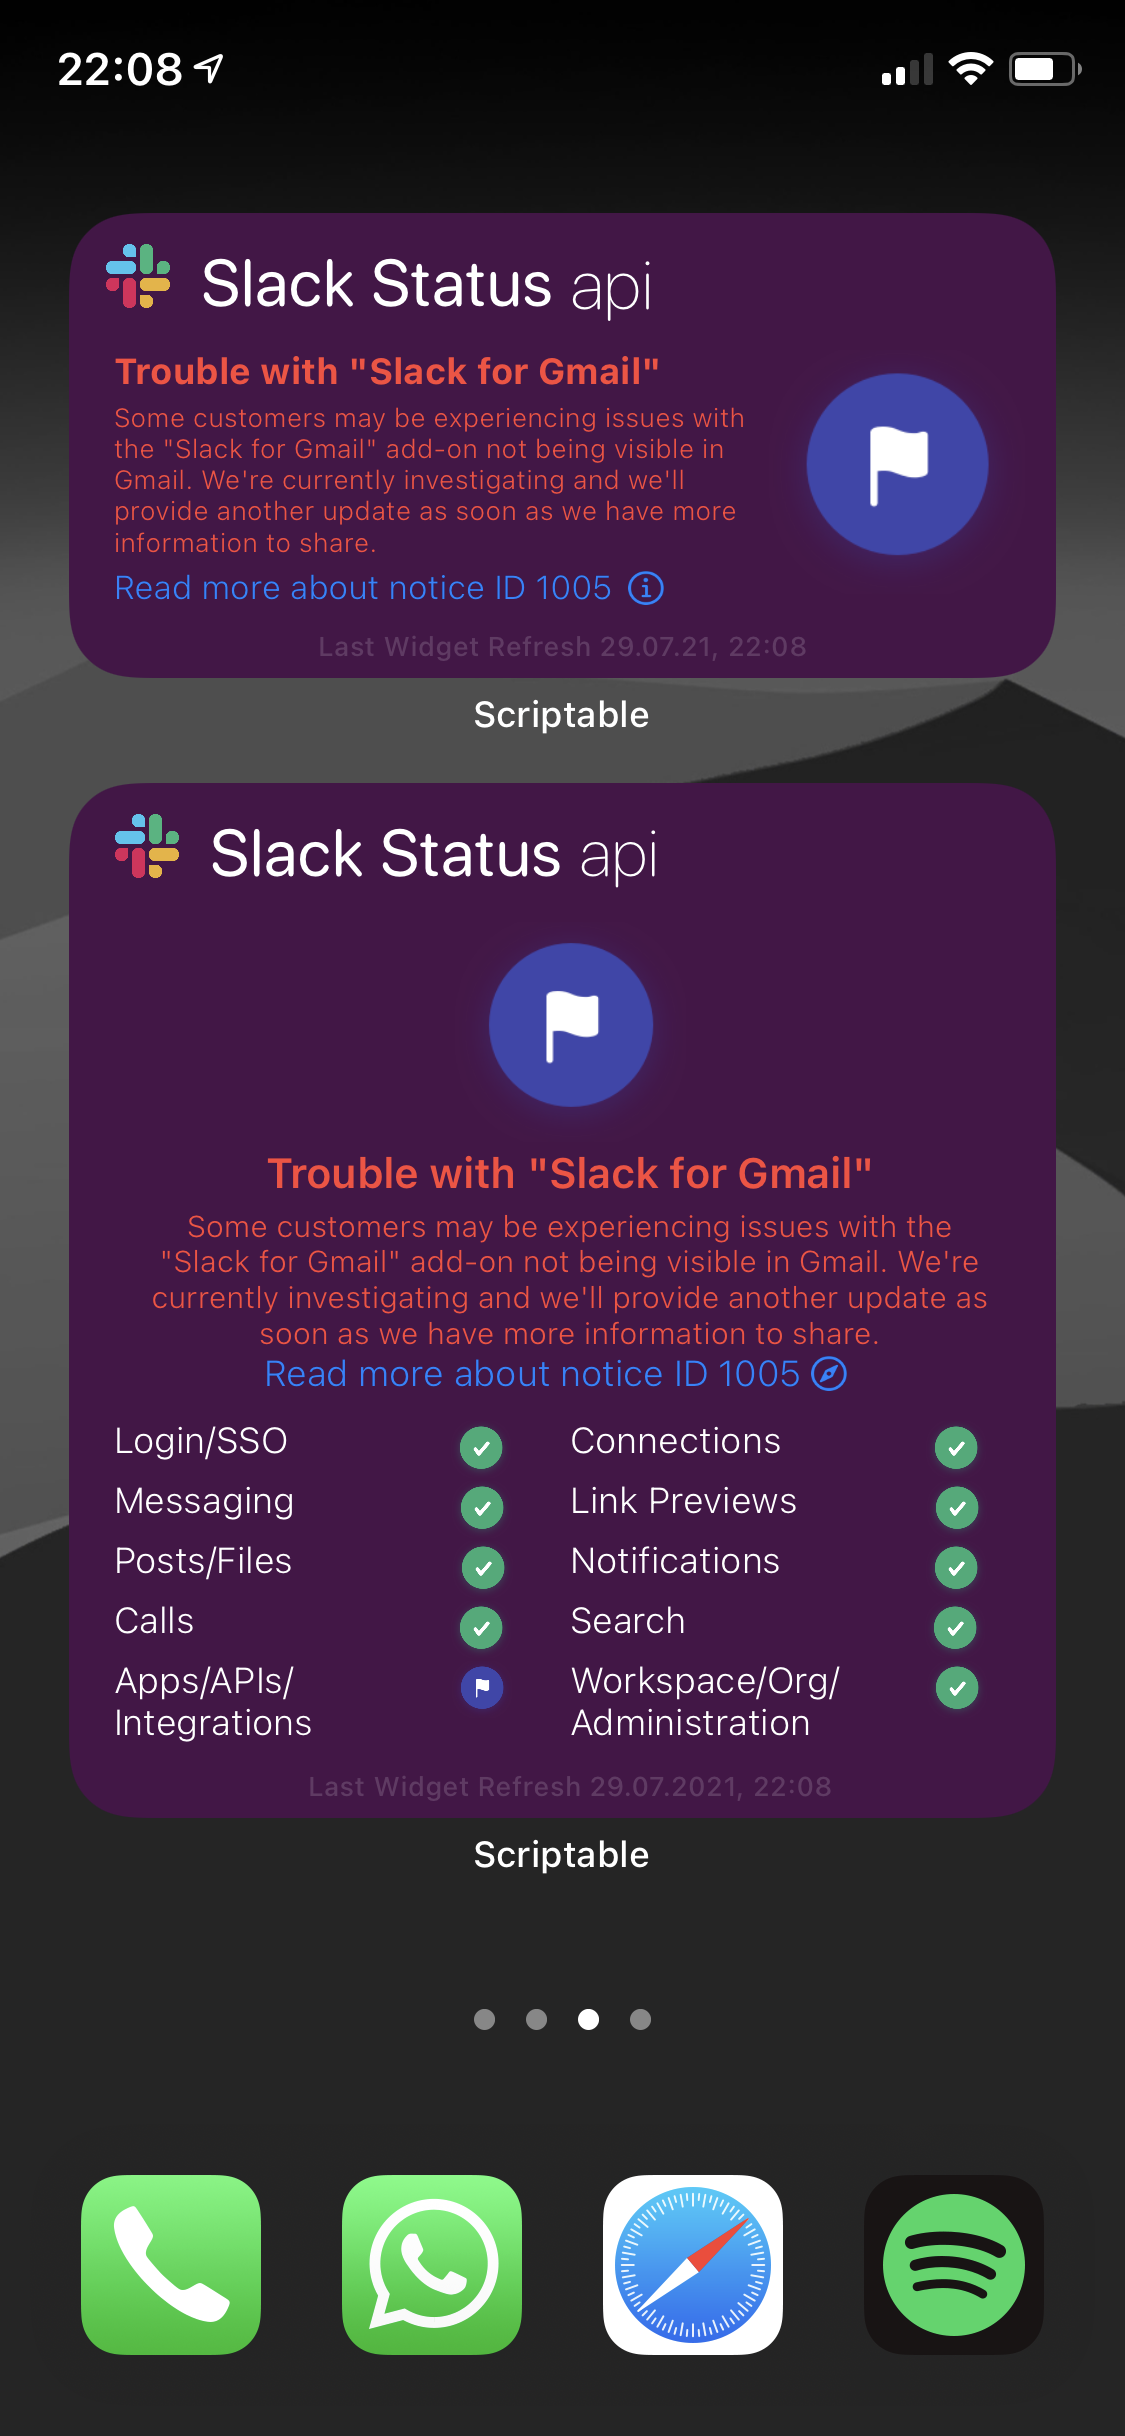 22:08
Slack Status api
Trouble with "Slack for Gmail"
Some customers may be experiencing issues with
the "Slack for Gmail" add-on not being visible in
Gmail. We're currently investigating and we'll
provide another update as soon as we have more
information to share.
Read more about notice ID 1005
Last Widget Refresh 29.07.21, 22:08
Scriptable
Slack Status api
Trouble with "Slack for Gmail"
Some customers may be experiencing issues with the
"Slack for Gmail" add-on not being visible in Gmail. We're
currently investigating and we'll provide another update as
soon as we have more information to share.
Read more about notice ID 1005
Login/SSO
Connections
Messaging
Link Previews
Posts/Files
Notifications
Calls
Search
Apps/APIs/
Integrations
Workspace/Org/
Administration
Last Widget Refresh 29.07.2021, 22:08
Scriptable